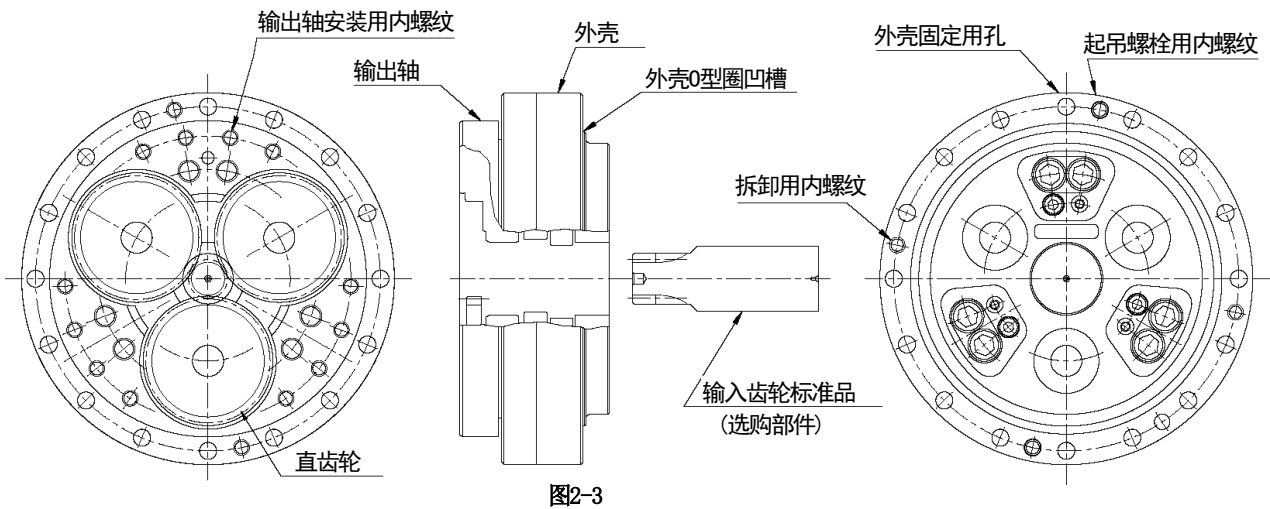 输出轴安装用内螺纹
外壳
输出轴
外壳O型圈凹槽
外壳固定用孔
起吊螺栓用内螺纹
拆卸用内螺纹
输入齿轮标准品
(选购部件)
直齿轮
图2-3